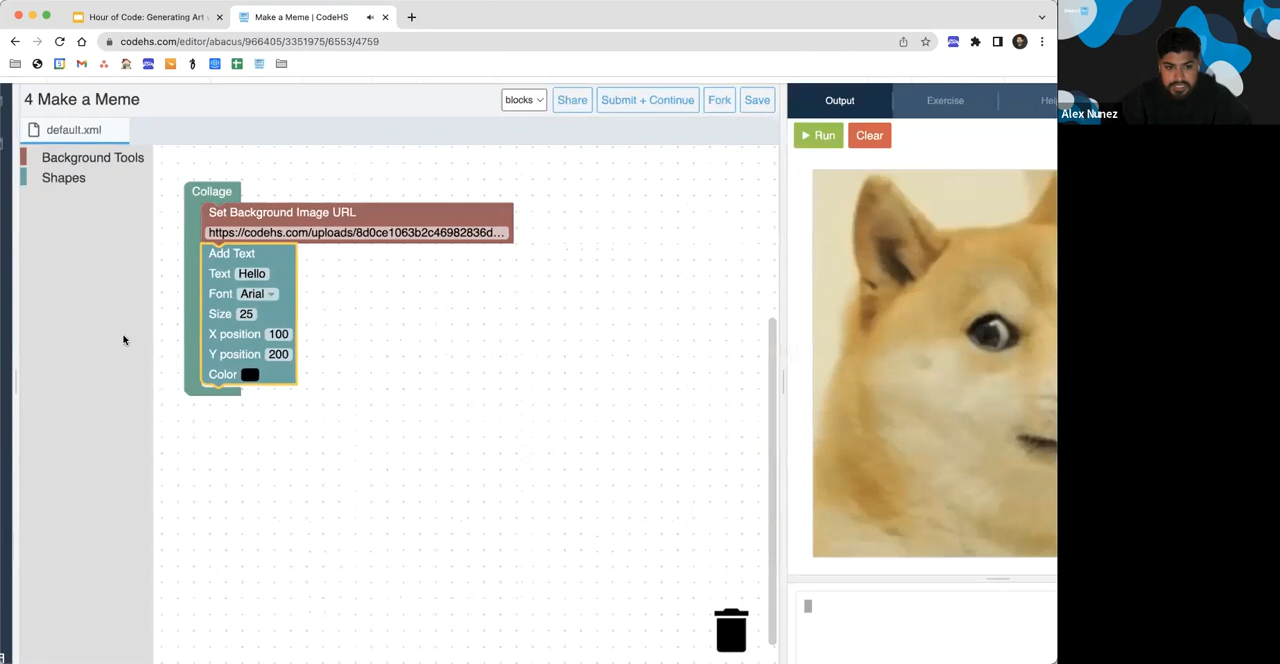 Hour of Code: Generating Art
Make a Meme | CodeHS
codehs.com/editor/abacus/966405/3351975/6553/4759
4 Make a Meme
blocks
Share
Submit + Continue
Fork
Save
Output
Exercise
default.xml
Run
Clear
Background Tools
Shapes
Collage
Set Background Image URL
https://codehs.com/uploads/8d0ce1063b2c46982836d...
Add Text
Text Hello
Font Arial
Size 25
X position 100
Y position 200
Color
Alex Nunez